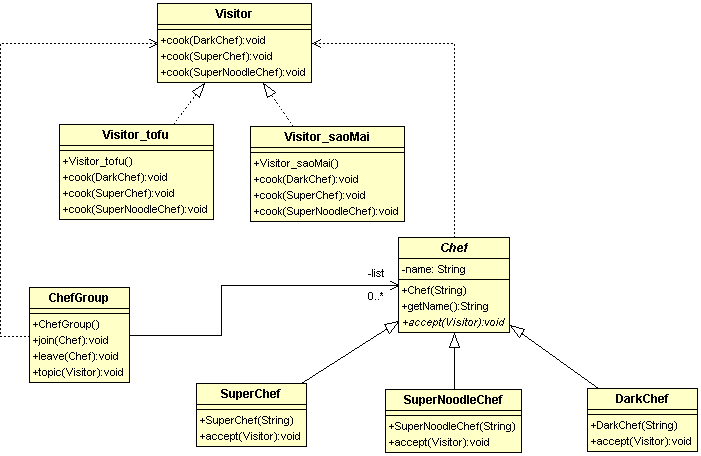 Visitor
+cook(DarkChef):void
+cook(SuperChef):void
+cook(SuperNoodleChef):void
Visitor_tofu
+Visitor_tofu()
+cook(DarkChef):void
+cook(SuperChef):void
+cook(SuperNoodleChef):void
Visitor_saoMai
+Visitor_saoMai()
+cook(DarkChef):void
+cook(SuperChef):void
+cook(SuperNoodleChef):void
Chef
-name: String
+Chef(String)
+getName():String
+accept(Visitor):void
-list
0..*
ChefGroup
+ChefGroup()
+join(Chef):void
+leave(Chef):void
+topic(Visitor):void
SuperChef
+SuperChef(String)
+accept(Visitor):void
SuperNoodleChef
+SuperNoodleChef(String)
+accept(Visitor):void
DarkChef
+DarkChef(String)
+accept(Visitor):void